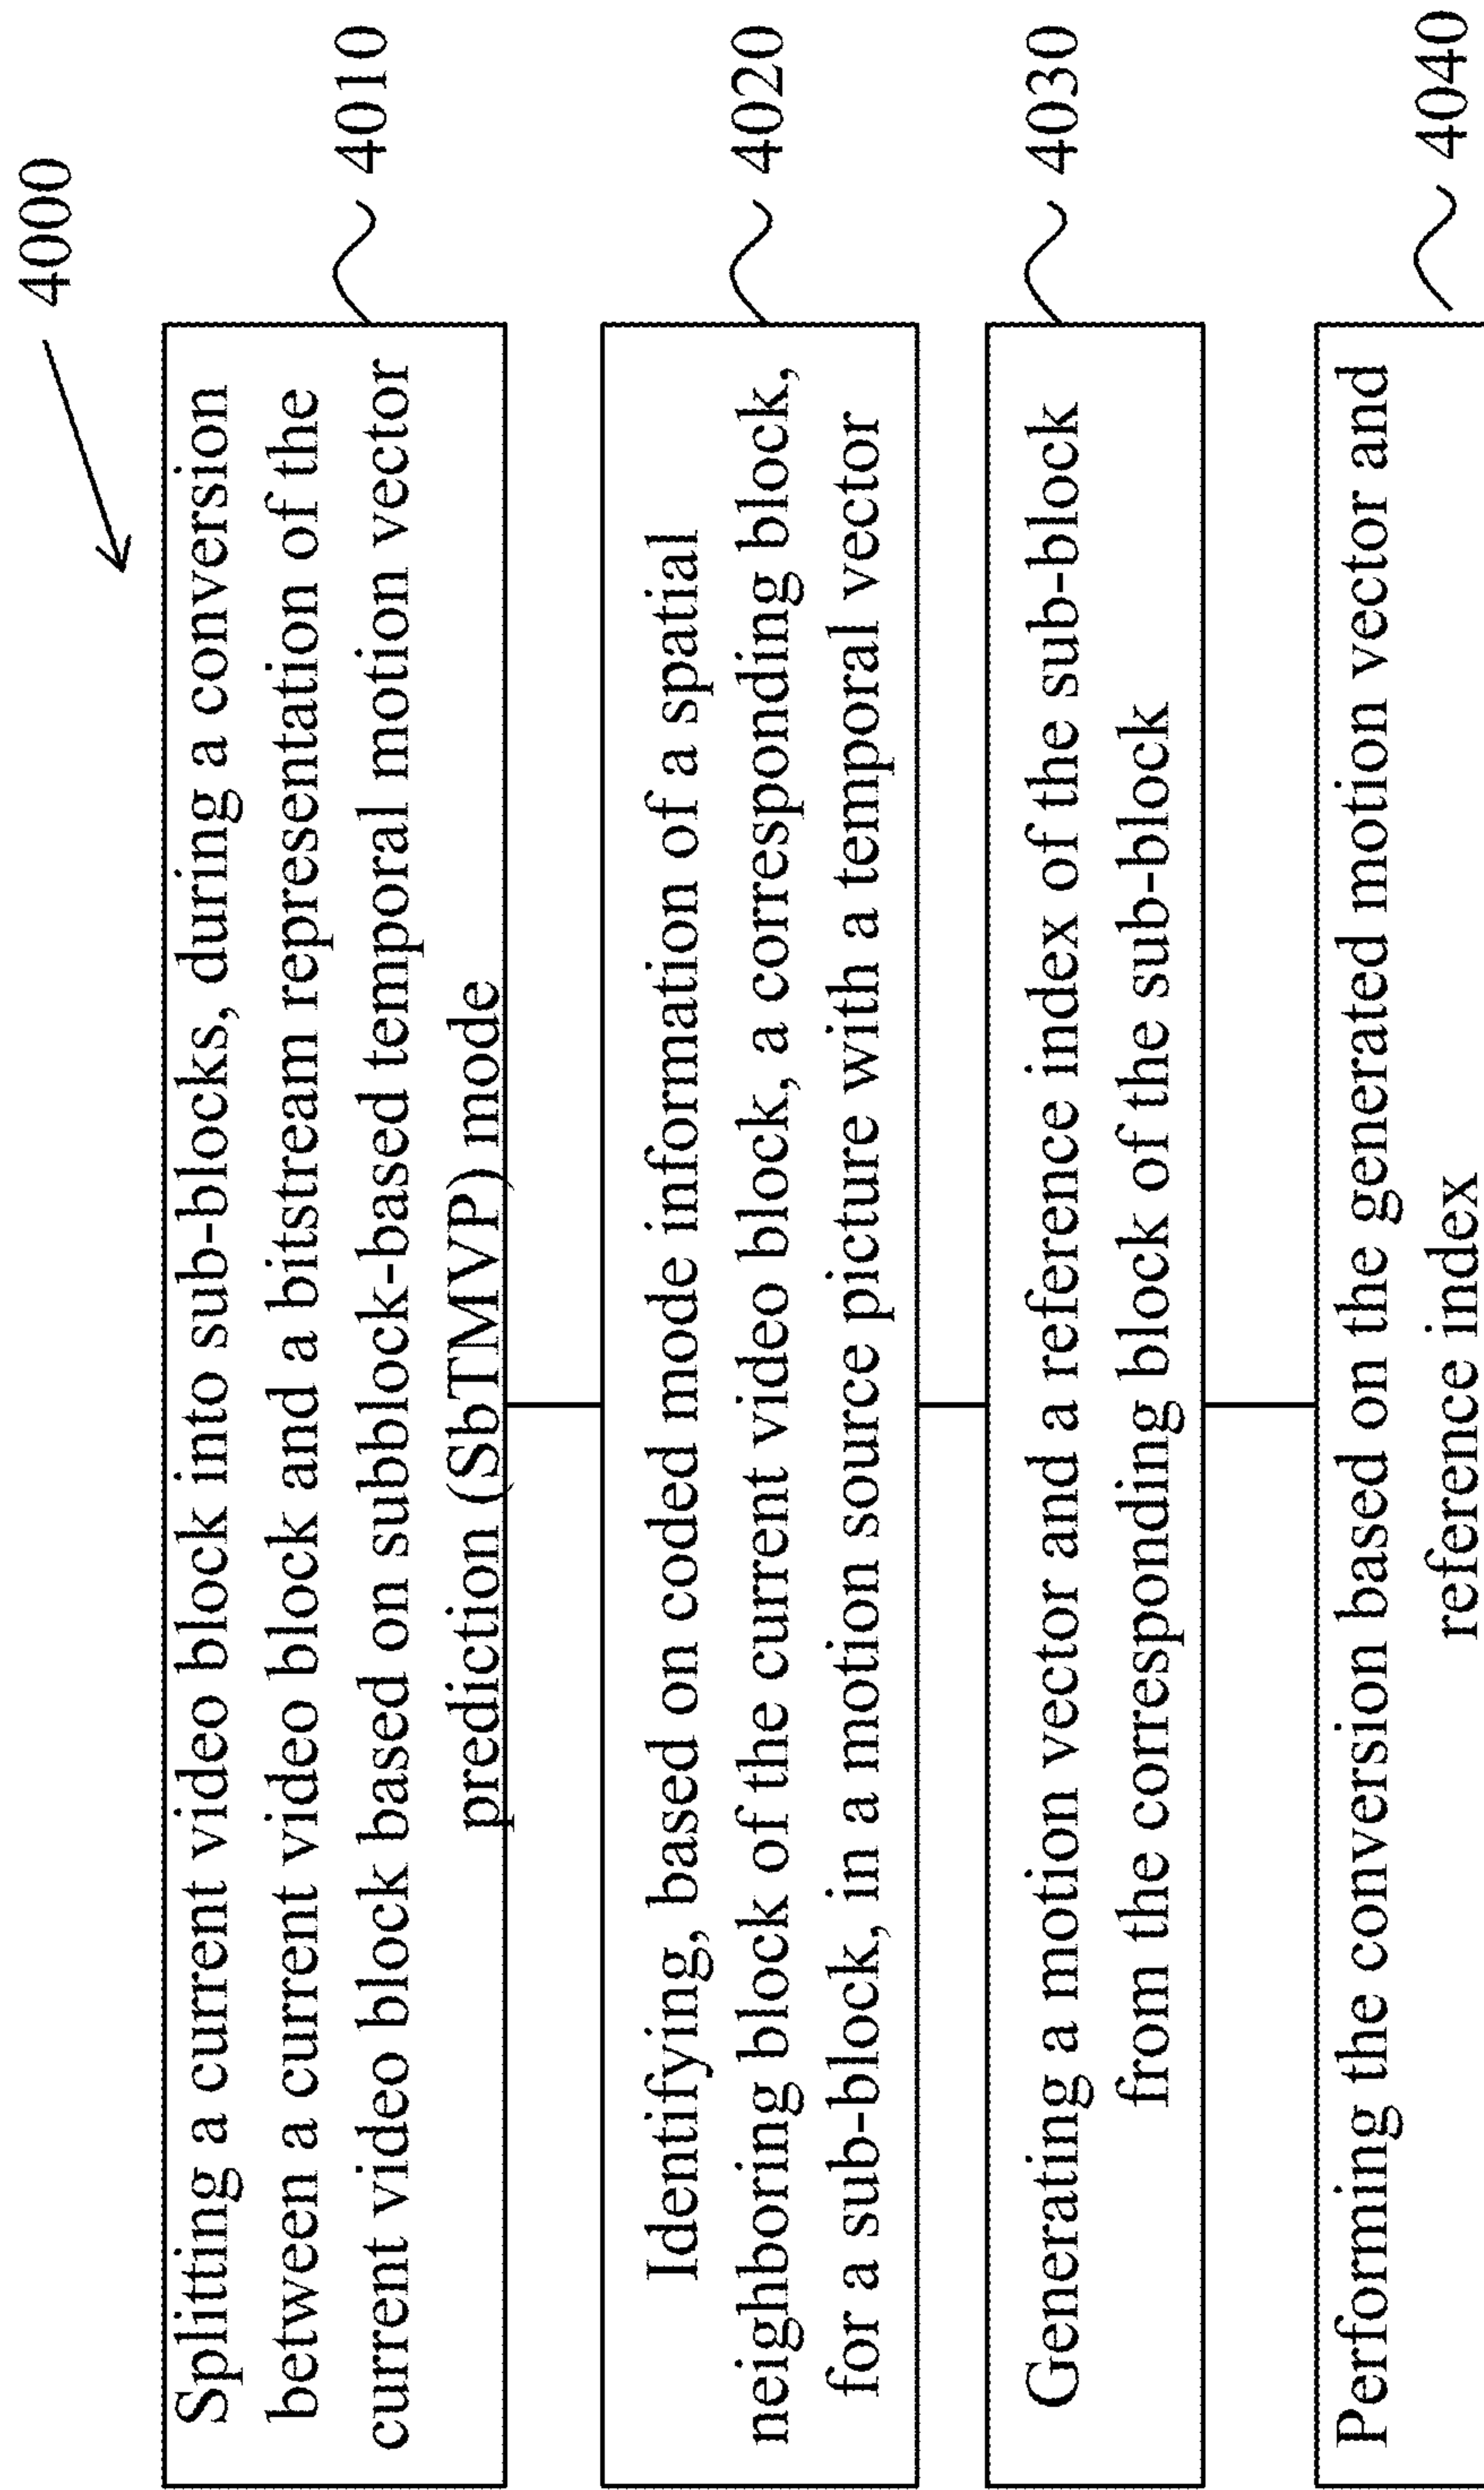 4000
Splitting a current video block into sub-blocks, during a conversion
between a current video block and a bitstream representation of the
current video block based on subblock-based temporal motion vector
prediction (SbTMVP) mode
4010
Identifying, based on coded mode information of a spatial
neighboring block of the current video block, a corresponding block,
for a sub-block, in a motion source picture with a temporal vector
4020
Generating a motion vector and a reference index of the sub-block
from the corresponding block of the sub-block
4030
Performing the conversion based on the generated motion vector and
reference index
4040